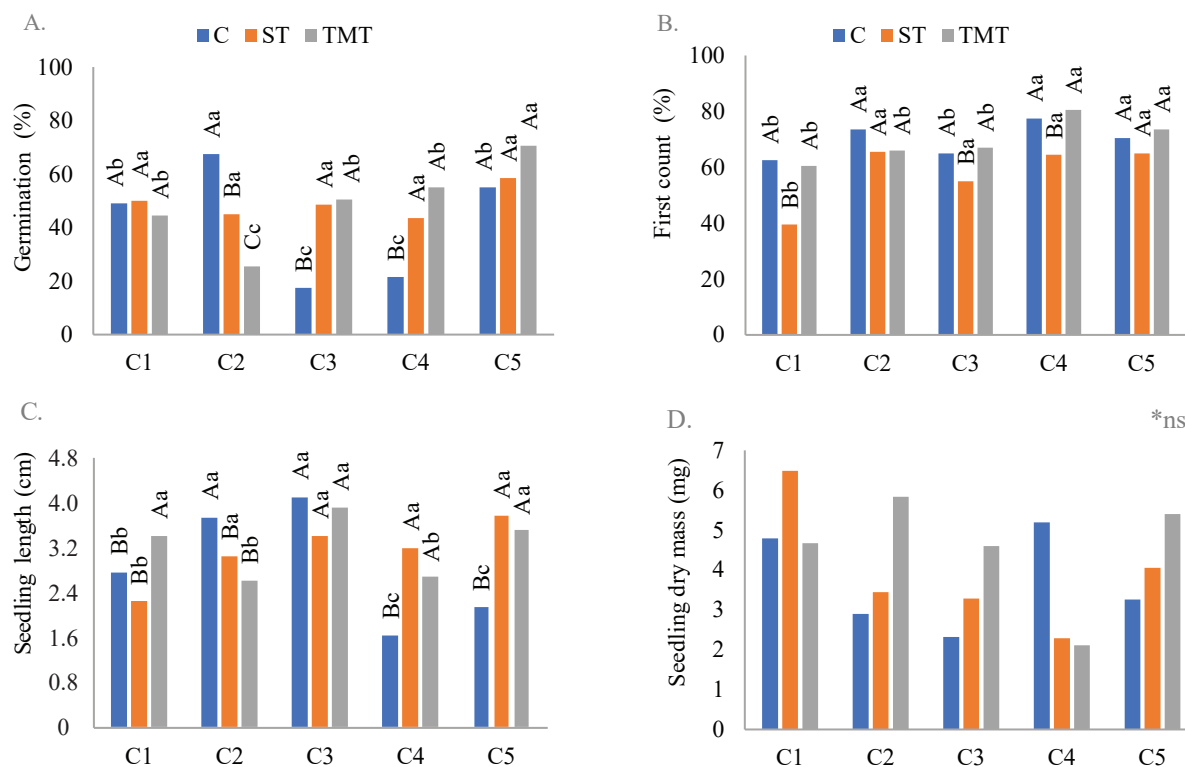 A.
C ST TMT
Germination (%)
100
80
60
40
20
0
Ab Aa Ab
Aa Ba Cc
Bc Aa Ab
Bc Aa Ab
Ab Aa Aa
C1 C2 C3 C4 C5
B.
C ST TMT
First count (%)
100
80
60
40
20
0
Ab Bb Ab
Aa Aa Ab
Ab Ba Ab
Aa Ba Aa
Aa Aa Aa
C1 C2 C3 C4 C5
C.
Seedling length (cm)
4.8
4.0
3.2
2.4
1.6
0.8
0
Bb Bb Aa
Aa Ba Bb
Aa Aa Aa
Bc Aa Ab
Bc Aa Aa
C1 C2 C3 C4 C5
D.
*ns
Seedling dry mass (mg)
7
6
5
4
3
2
1
0
C1 C2 C3 C4 C5